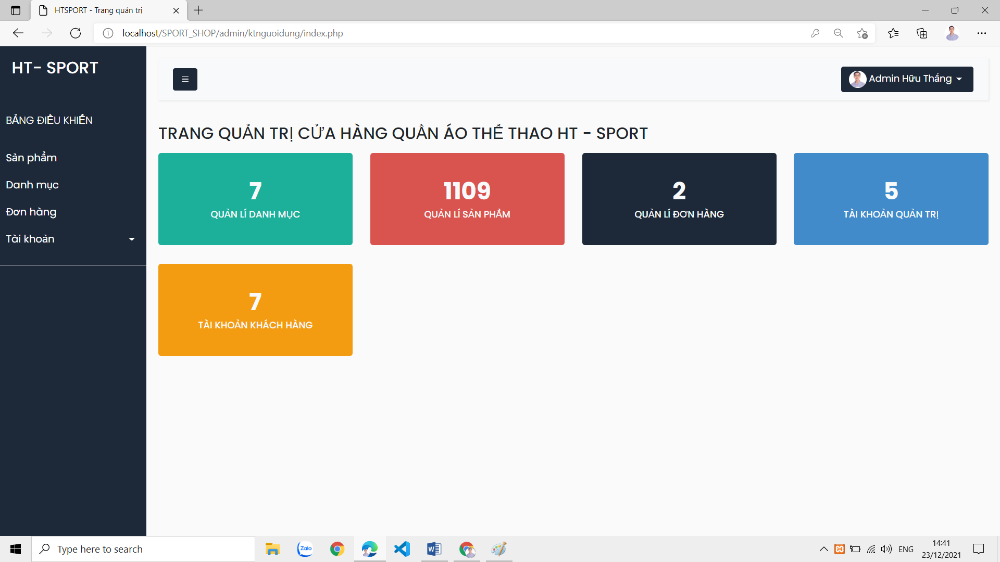 HTSPORT - Trang quản trị
localhost/SPORT_SHOP/admin/ktnguoidung/index.php
HT- SPORT
Admin Hữu Thắng
BẢNG ĐIỀU KHIỂN
Sản phẩm
Danh mục
Đơn hàng
Tài khoản
TRANG QUẢN TRỊ CỬA HÀNG QUẦN ÁO THỂ THAO HT - SPORT
7
QUẢN LÍ DANH MỤC
1109
QUẢN LÍ SẢN PHẨM
2
QUẢN LÍ ĐƠN HÀNG
5
TÀI KHOẢN QUẢN TRỊ
7
TÀI KHOẢN KHÁCH HÀNG
Type here to search
Zalo
W
ENG
14:41
23/12/2021